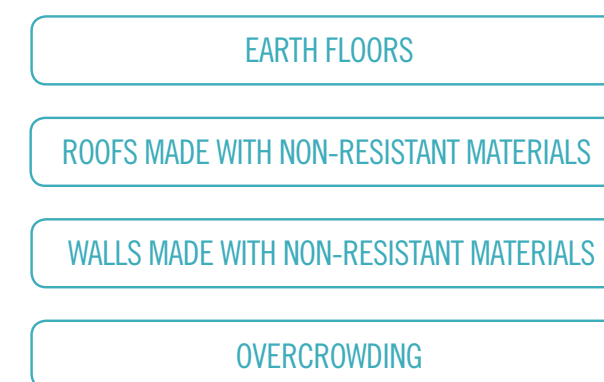 EARTH FLOORS
ROOFS MADE WITH NON-RESISTANT MATERIALS
WALLS MADE WITH NON-RESISTANT MATERIALS
OVERCROWDING